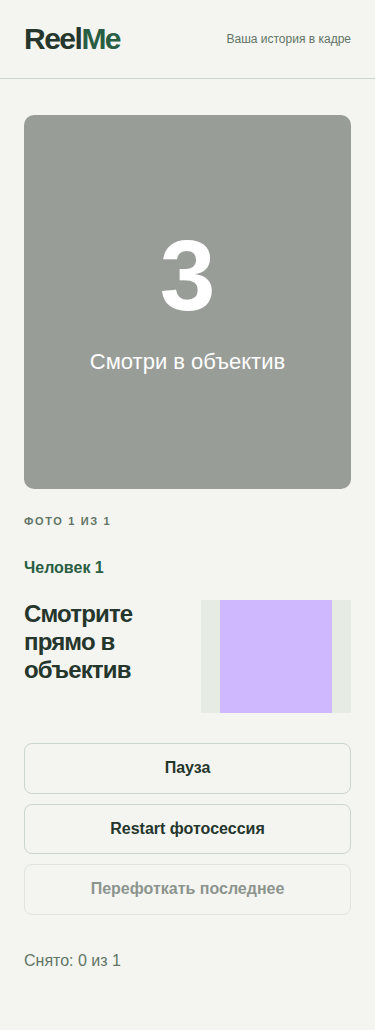 ReelMe
Ваша история в кадре
3
Смотри в объектив
ФОТО 1 ИЗ 1
Человек 1
Смотрите
прямо в
объектив
Пауза
Restart фотосессия
Перефоткать последнее
Снято: 0 из 1